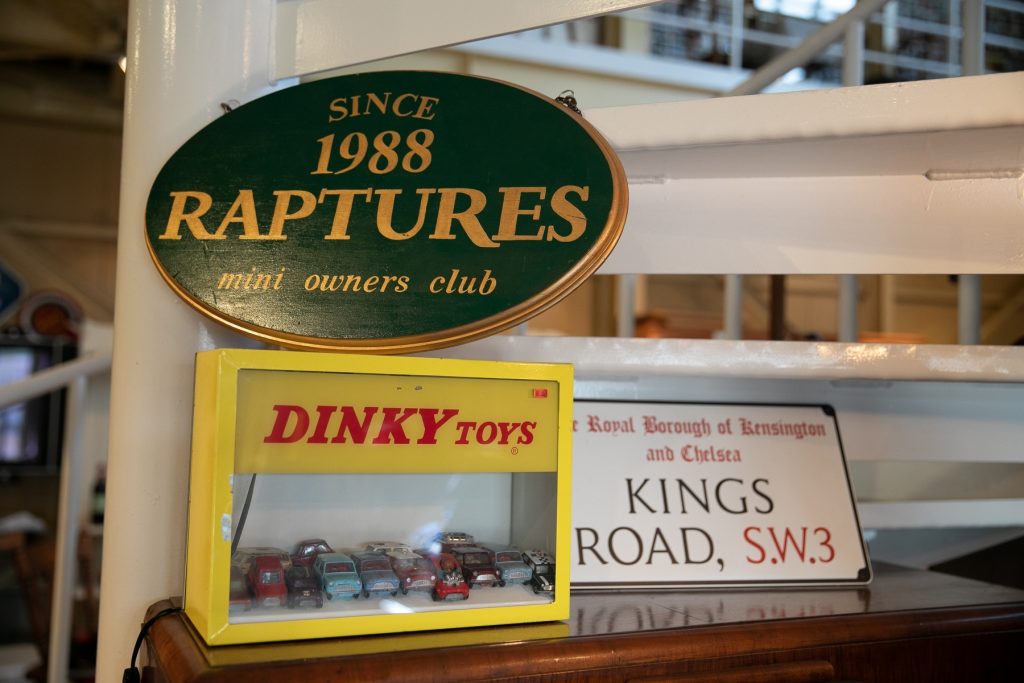 SINCE
1988
RAPTURES
mini owners club
DINKY TOYS
®
Royal Borough of Kensington
and Chelsea
KINGS
ROAD, S.W.3